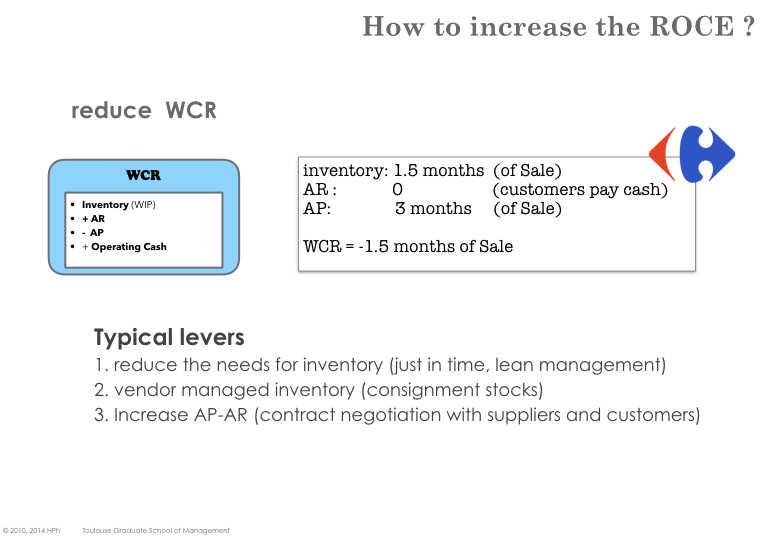 How to increase the ROCE ?
reduce WCR
WCR
• Inventory (WIP)
• + AR
• - AP
• + Operating Cash
inventory: 1.5 months (of Sale)
AR : 0 (customers pay cash)
AP: 3 months (of Sale)
WCR = -1.5 months of Sale
Typical levers
1. reduce the needs for inventory (just in time, lean management)
2. vendor managed inventory (consignment stocks)
3. Increase AP-AR (contract negotiation with suppliers and customers)
© 2010, 2014 HPh Toulouse Graduate School of Management